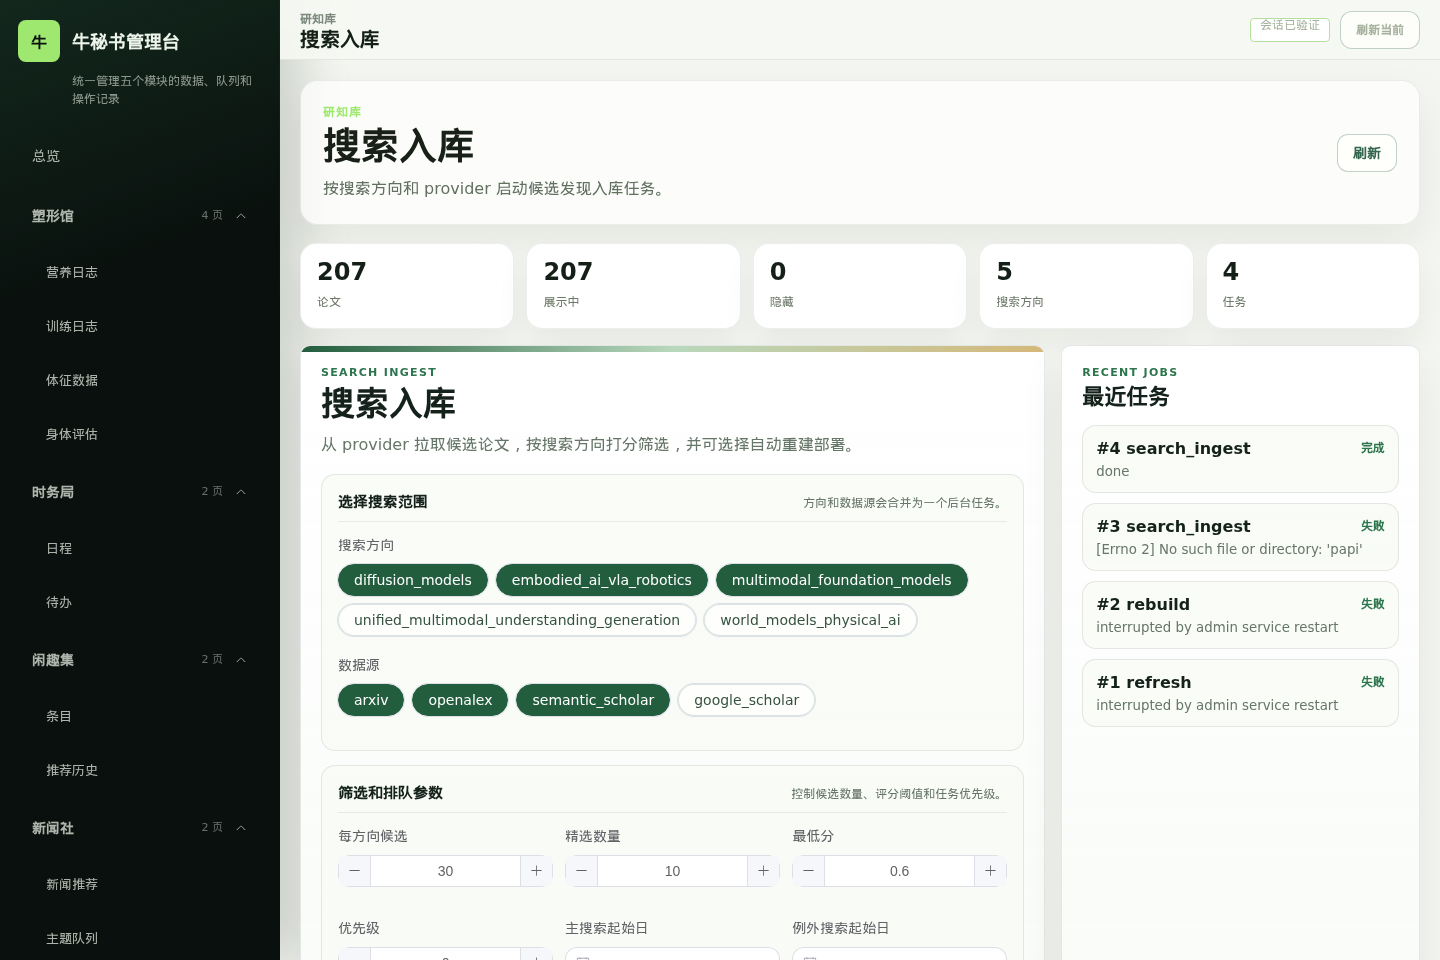 牛
牛秘书管理台
统一管理五个模块的数据、队列和
操作记录
总览
塑形馆
4 页
营养日志
训练日志
体征数据
身体评估
时务局
2 页
日程
待办
闲趣集
2 页
条目
推荐历史
新闻社
2 页
新闻推荐
主题队列
研知库
搜索入库
会话已验证
刷新当前
研知库
搜索入库
按搜索方向和 provider 启动候选发现入库任务。
刷新
207
论文
207
展示中
0
隐藏
5
搜索方向
4
任务
SEARCH INGEST
搜索入库
从 provider 拉取候选论文，按搜索方向打分筛选，并可选择自动重建部署。
选择搜索范围
方向和数据源会合并为一个后台任务。
搜索方向
diffusion_models
embodied_ai_vla_robotics
multimodal_foundation_models
unified_multimodal_understanding_generation
world_models_physical_ai
数据源
arxiv
openalex
semantic_scholar
google_scholar
筛选和排队参数
控制候选数量、评分阈值和任务优先级。
每方向候选
精选数量
最低分
30
10
0.6
优先级
主搜索起始日
例外搜索起始日
RECENT JOBS
最近任务
#4 search_ingest
完成
done
#3 search_ingest
失败
[Errno 2] No such file or directory: 'papi'
#2 rebuild
失败
interrupted by admin service restart
#1 refresh
失败
interrupted by admin service restart